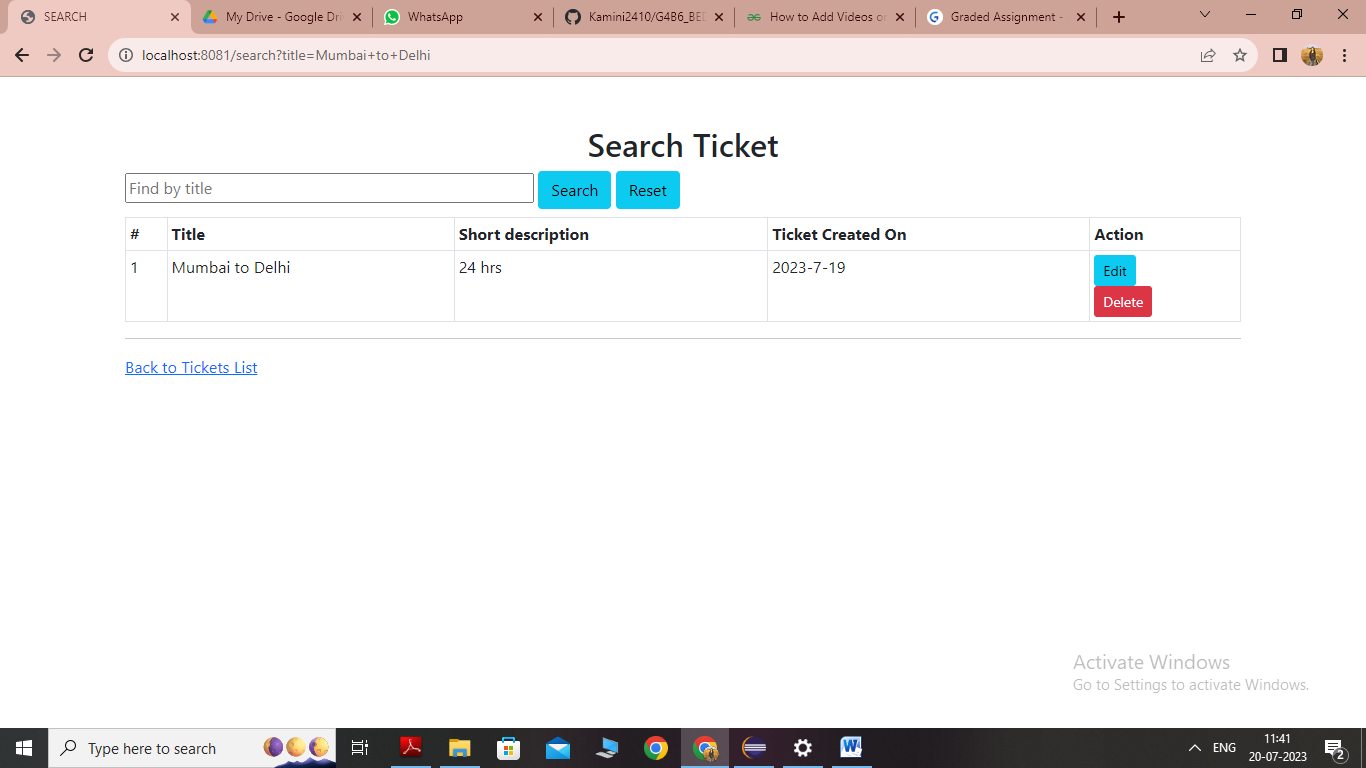 SEARCH
My Drive - Google Dri
WhatsApp
Kamini2410/G4B6_BED
How to Add Videos or
Graded Assignment -
localhost:8081/search?title=Mumbai+to+Delhi
Search Ticket
Find by title Search Reset
# Title Short description Ticket Created On Action
1 Mumbai to Delhi 24 hrs 2023-7-19 Edit
Delete
Back to Tickets List
Activate Windows
Go to Settings to activate Windows.
Type here to search
ENG
11:41
20-07-2023
2